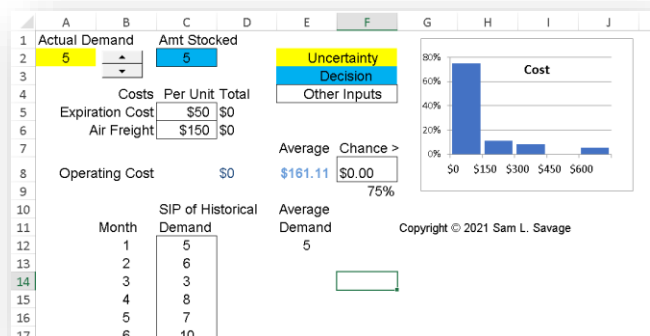 A B C D E F G H I J
1 Actual Demand Amt Stocked
2 5 5 Uncertainty
3 Decision
4 Costs Per Unit Total Other Inputs
5 Expiration Cost $50 $0
6 Air Freight $150 $0
7 Average Chance >
8 Operating Cost $0 $161.11 $0.00
9 75%
10 SIP of Historical Average
11 Month Demand Demand Copyright © 2021 Sam L. Savage
12 1 5 5
13 2 6
14 3 3
15 4 8
16 5 7
17 6 10
Cost
80%
60%
40%
20%
0%
$0 $150 $300 $450 $600